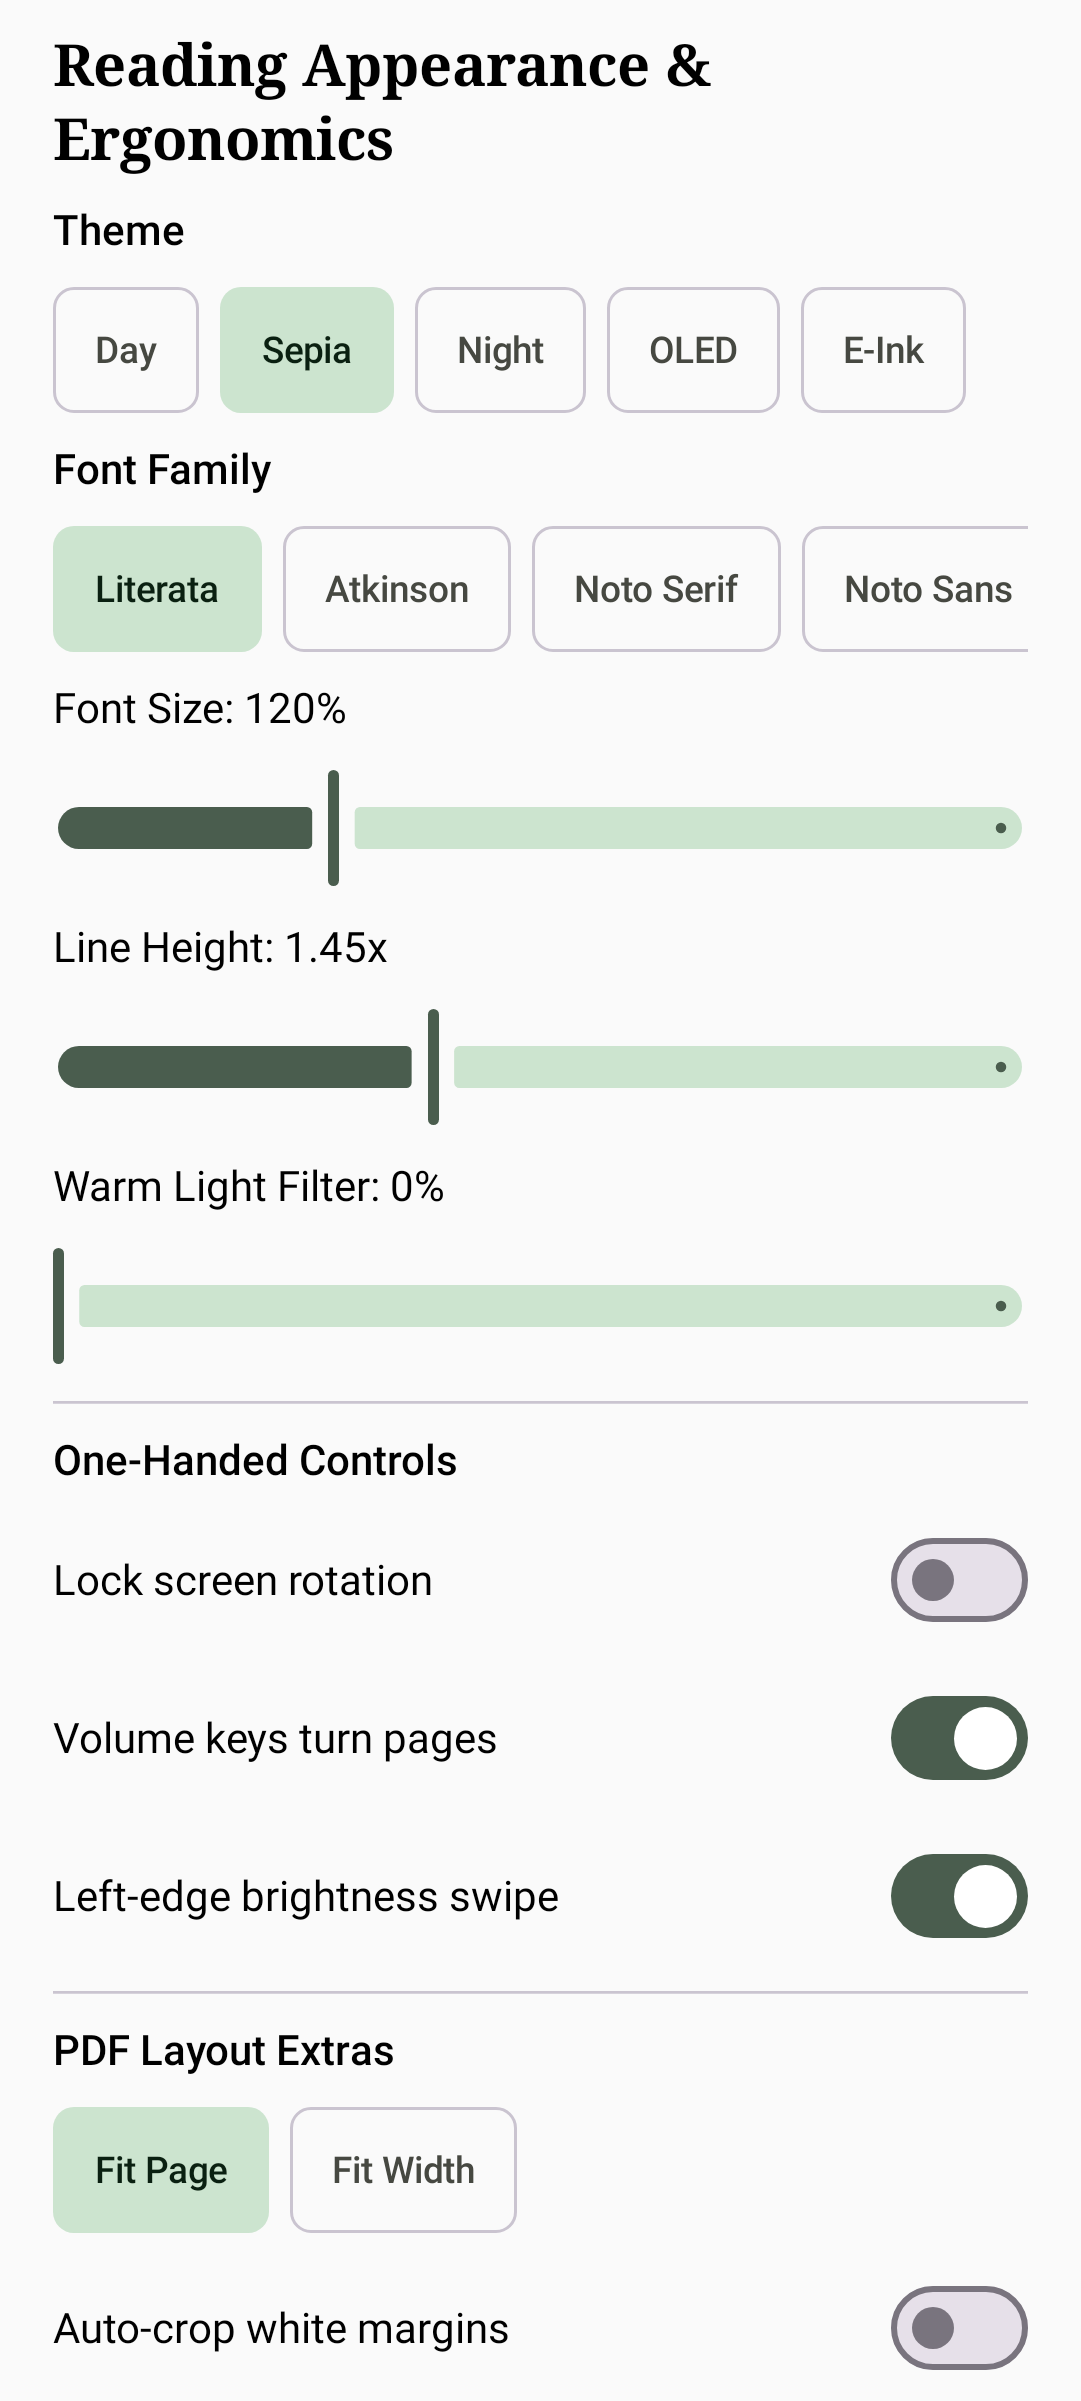 Reading Appearance &
Ergonomics
Theme
Day Sepia Night OLED E-Ink
Font Family
Literata Atkinson Noto Serif Noto Sans
Font Size: 120%
Line Height: 1.45x
Warm Light Filter: 0%
One-Handed Controls
Lock screen rotation
Volume keys turn pages
Left-edge brightness swipe
PDF Layout Extras
Fit Page Fit Width
Auto-crop white margins